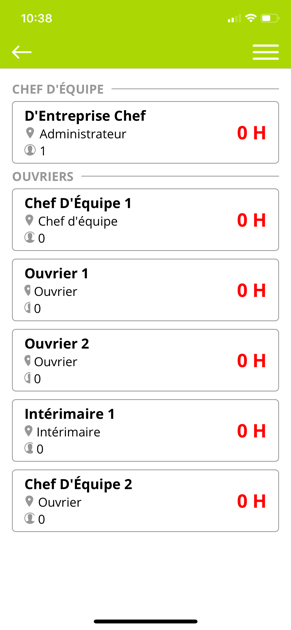 10:38
CHEF D'ÉQUIPE
D'Entreprise Chef
Administrateur
0 H
1
OUVRIERS
Chef D'Équipe 1
Chef d'équipe
0 H
0
Ouvrier 1
Ouvrier
0 H
0
Ouvrier 2
Ouvrier
0 H
0
Intérimaire 1
Intérimaire
0 H
0
Chef D'Équipe 2
Ouvrier
0 H
0